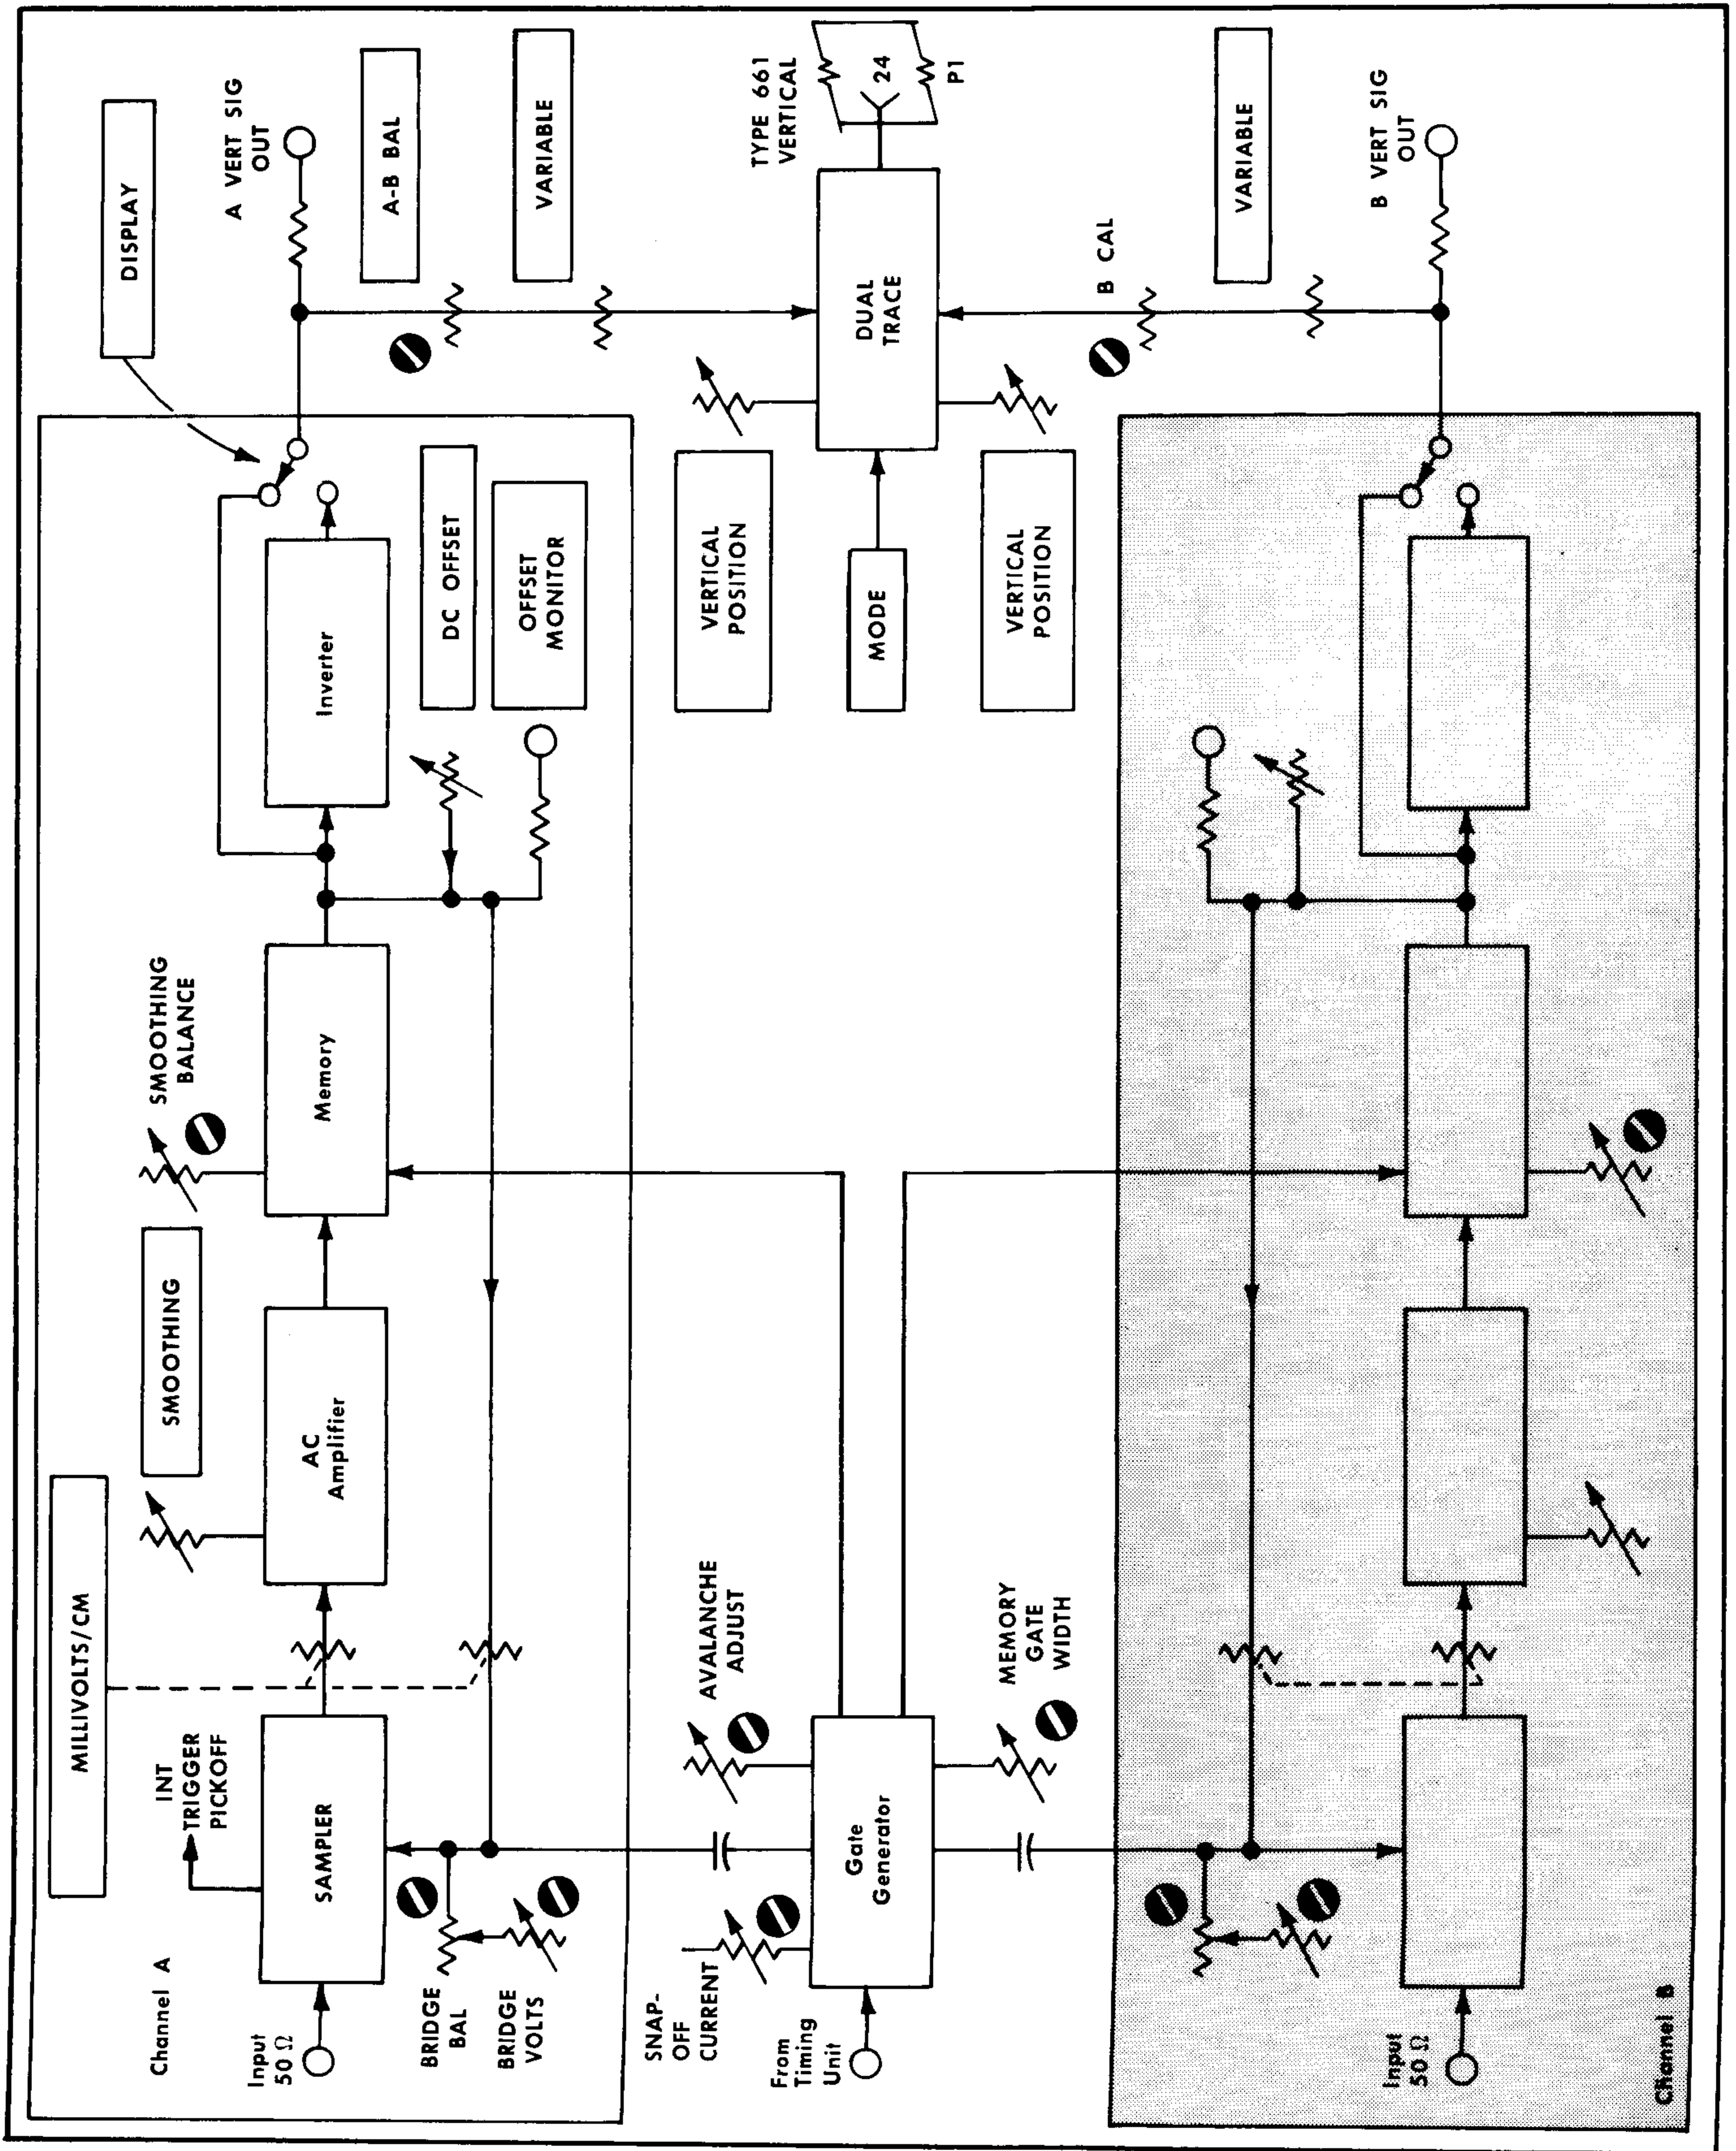 Channel A
MILLIVOLTS/CM
INT
TRIGGER
PICKOFF
SMOOTHING
SMOOTHING
BALANCE
DISPLAY
A VERT SIG
OUT
Input
50 Ω
SAMPLER
AC
Amplifier
Memory
Inverter
A-B BAL
BRIDGE
BAL
BRIDGE
VOLTS
DC OFFSET
OFFSET
MONITOR
VARIABLE
SNAP-
OFF
CURRENT
AVALANCHE
ADJUST
VERTICAL
POSITION
TYPE 661
VERTICAL
From
Timing
Unit
Gate
Generator
MODE
DUAL
TRACE
24
P1
MEMORY
GATE
WIDTH
VERTICAL
POSITION
B CAL
VARIABLE
Input
50 Ω
B VERT SIG
OUT
Channel B